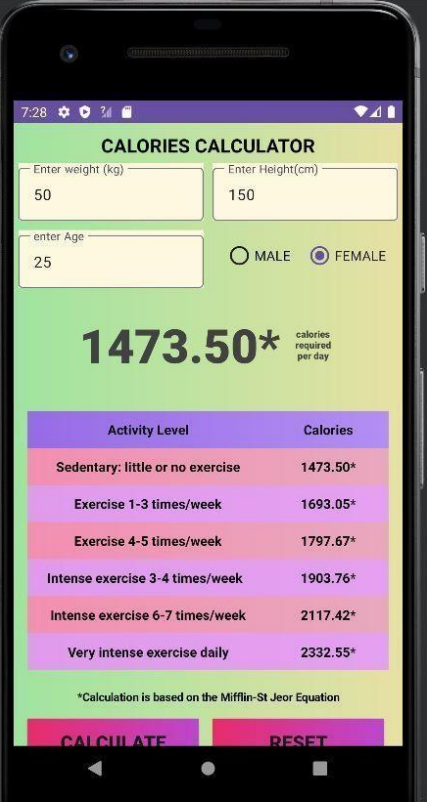 7:28
CALORIES CALCULATOR
Enter weight (kg) Enter Height(cm)
50 150
enter Age
25 MALE FEMALE
1473.50* calories
required
per day
Activity Level Calories
Sedentary: little or no exercise 1473.50*
Exercise 1-3 times/week 1693.05*
Exercise 4-5 times/week 1797.67*
Intense exercise 3-4 times/week 1903.76*
Intense exercise 6-7 times/week 2117.42*
Very intense exercise daily 2332.55*
*Calculation is based on the Mifflin-St Jeor Equation
CALCULATE RESET